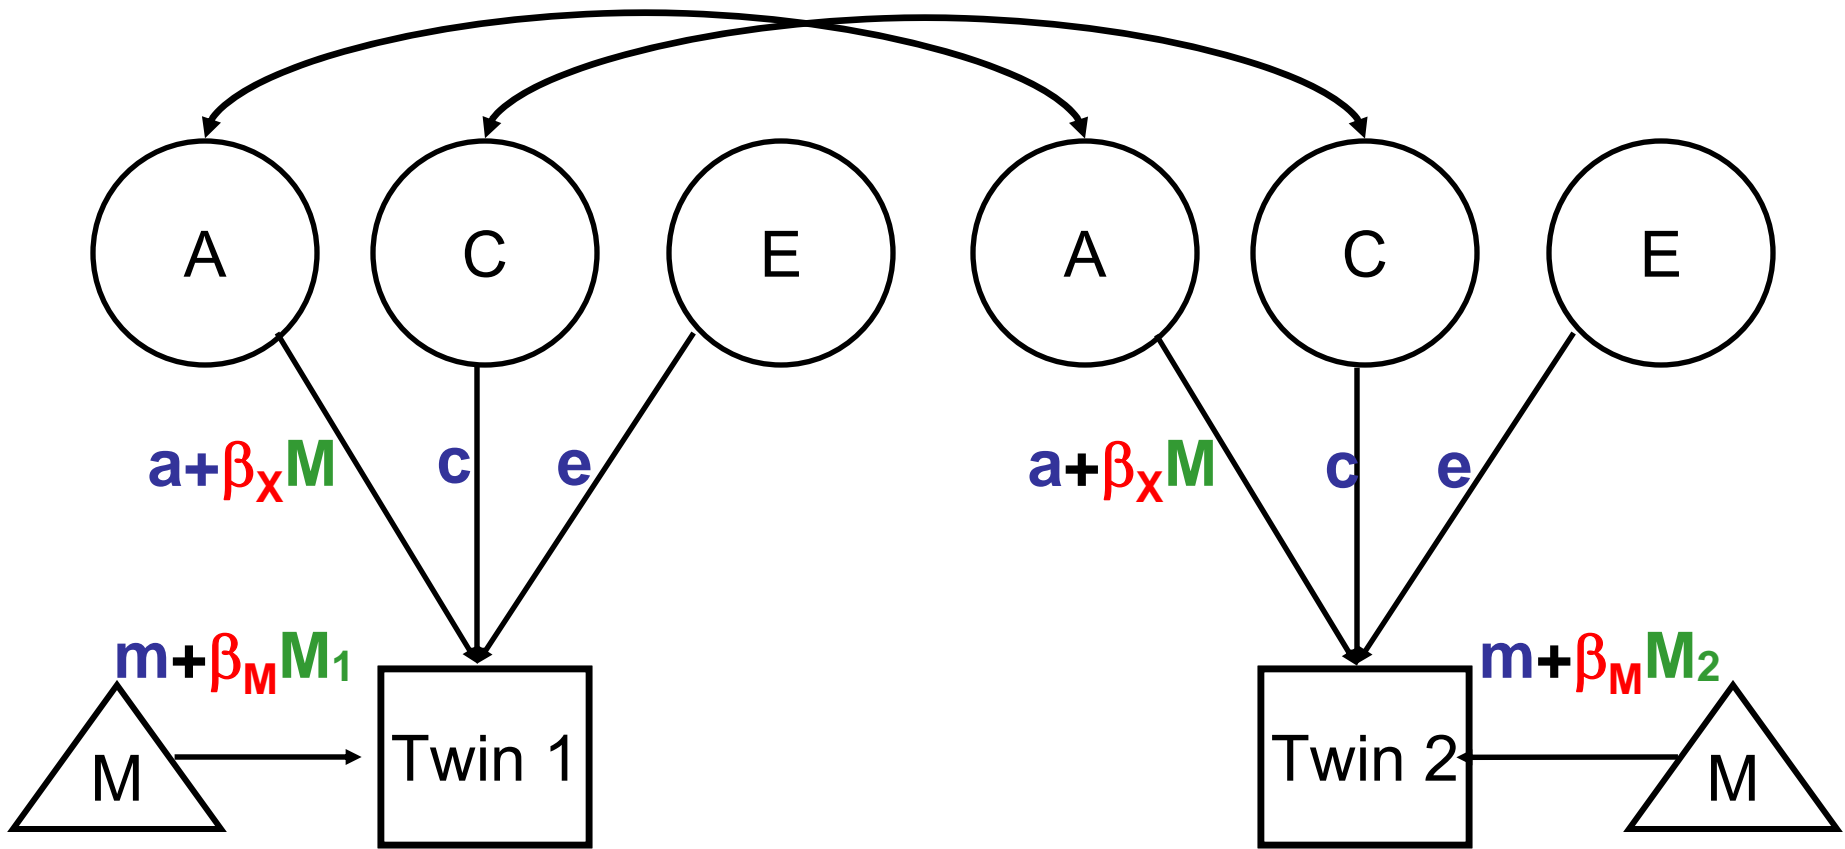 A C E A C E
a+βXM c e a+βXM c e
m+βMM1 m+βMM2
M Twin 1 Twin 2 M